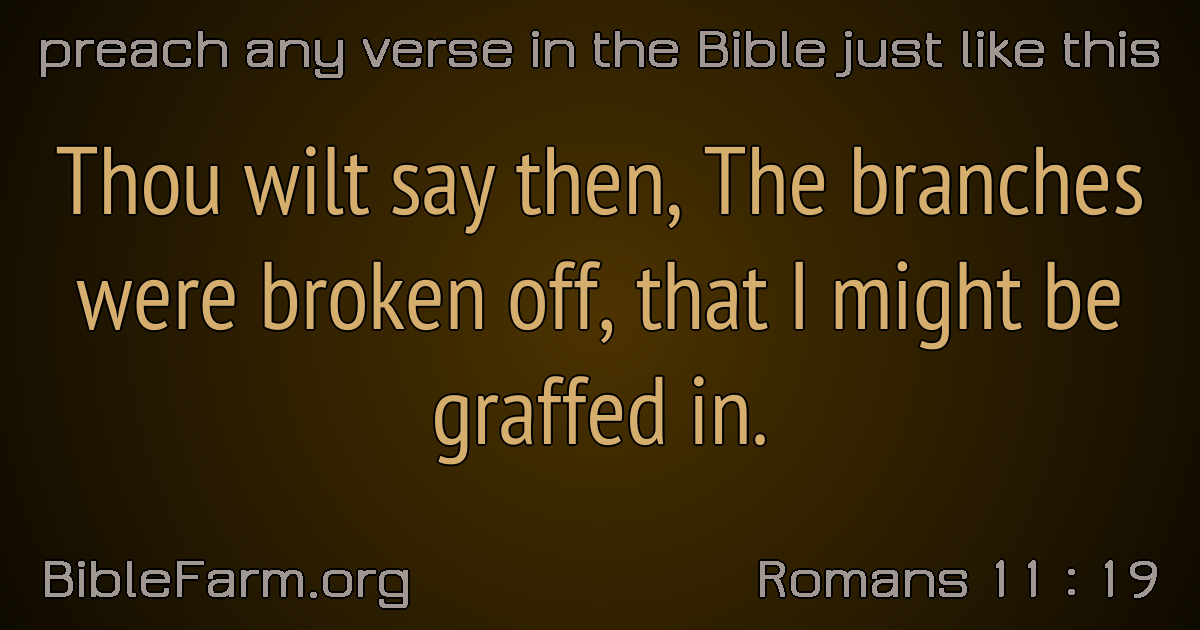 preach any verse in the Bible just like this
Thou wilt say then, The branches
were broken off, that I might be
graffed in.
BibleFarm.org
Romans 11 : 19